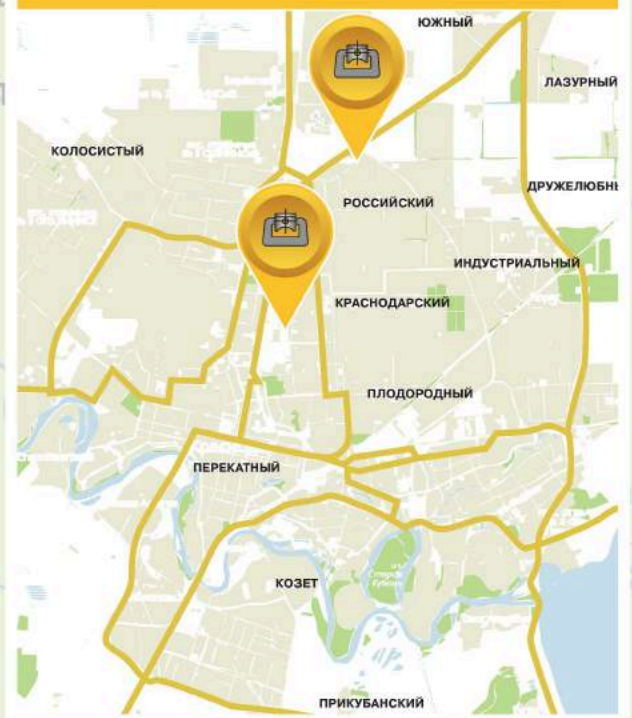 ЮЖНЫЙ
ЛАЗУРНЫЙ
КОЛОСИСТЫЙ
ДРУЖЕЛЮБНЫ
РОССИЙСКИЙ
ИНДУСТРИАЛЬНЫЙ
КРАСНОДАРСКИЙ
ПЛОДОРОДНЫЙ
ПЕРЕКАТНЫЙ
КОЗЕТ
ПРИКУБАНСКИЙ